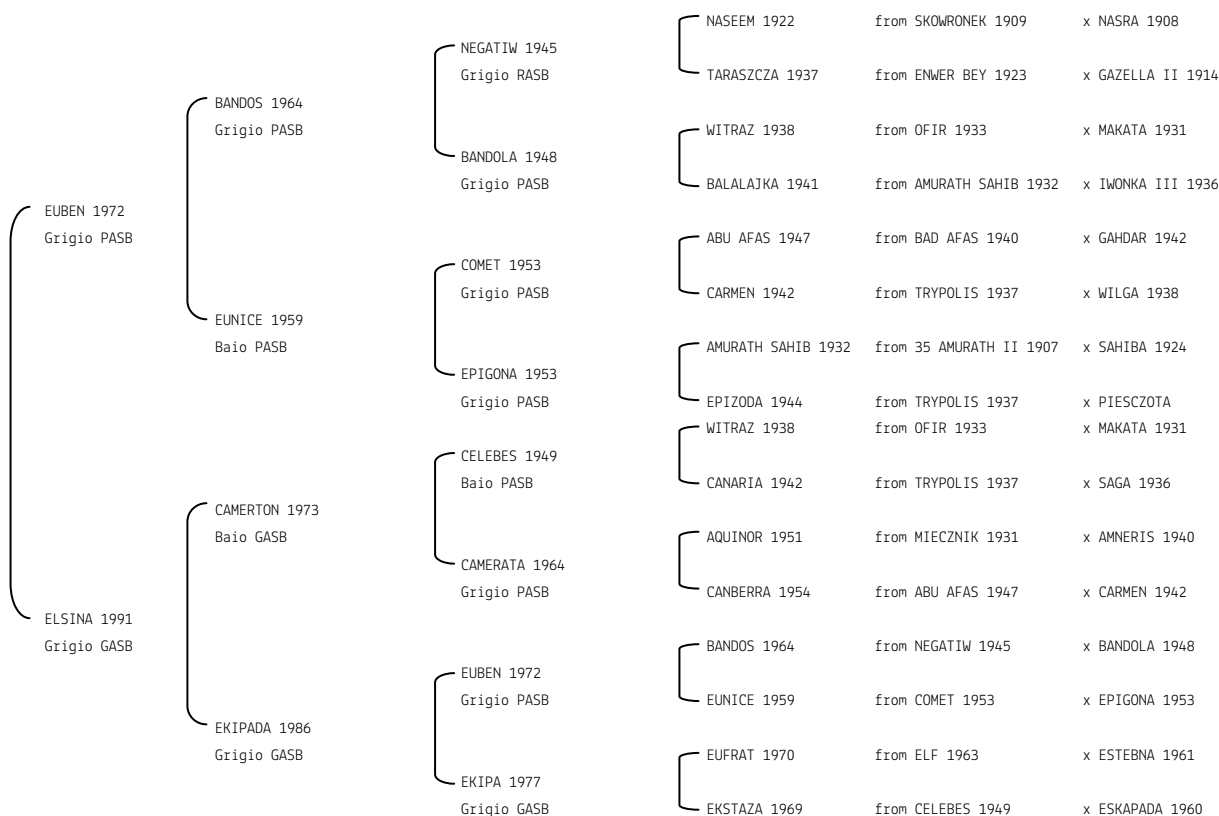 NASEEM 1922 from SKOWRONEK 1909 x NASRA 1908
NEGATIW 1945
Grigio RASB
TARASZCZA 1937 from ENWER BEY 1923 x GAZELLA II 1914
BANDOS 1964
Grigio PASB
WITRAZ 1938 from OFIR 1933 x MAKATA 1931
BANDOLA 1948
Grigio PASB
BALALAJKA 1941 from AMURATH SAHIB 1932 x IWONKA III 1936
EUBEN 1972
Grigio PASB
ABU AFAS 1947 from BAD AFAS 1940 x GAHDAR 1942
COMET 1953
Grigio PASB
CARMEN 1942 from TRYPOLIS 1937 x WILGA 1938
EUNICE 1959
Baio PASB
AMURATH SAHIB 1932 from 35 AMURATH II 1907 x SAHIBA 1924
EPIGONA 1953
Grigio PASB
EPIZODA 1944 from TRYPOLIS 1937 x PIESCZOTA
WITRAZ 1938 from OFIR 1933 x MAKATA 1931
CELEBES 1949
Baio PASB
CANARIA 1942 from TRYPOLIS 1937 x SAGA 1936
CAMERTON 1973
Baio GASB
AQUINOR 1951 from MIECZNIK 1931 x AMNERIS 1940
CAMERATA 1964
Grigio PASB
CANBERRA 1954 from ABU AFAS 1947 x CARMEN 1942
ELSINA 1991
Grigio GASB
BANDOS 1964 from NEGATIW 1945 x BANDOLA 1948
EUBEN 1972
Grigio PASB
EUNICE 1959 from COMET 1953 x EPIGONA 1953
EKIPADA 1986
Grigio GASB
EUFRAT 1970 from ELF 1963 x ESTEBNA 1961
EKIPA 1977
Grigio GASB
EKSTAZA 1969 from CELEBES 1949 x ESKAPADA 1960